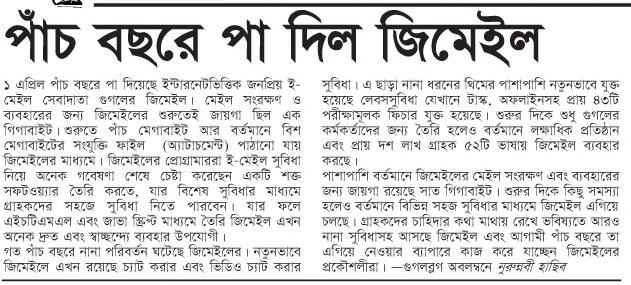 পাঁচ বছরে পা দিল জিমেইল
১ এপ্রিল পাঁচ বছরে পা দিয়েছে ইন্টারনেটভিত্তিক জনপ্রিয় ই-
মেইল সেবাদাতা গুগলের জিমেইল। মেইল সংরক্ষণ ও
ব্যবহারের জন্য জিমেইলের শুরুতেই জায়গা ছিল এক
গিগাবাইট। শুরুতে পাঁচ মেগাবাইট আর বর্তমানে বিশ
মেগাবাইটের সংযুক্তি ফাইল (অ্যাটাচমেন্ট) পাঠানো যায়
জিমেইলের মাধ্যমে। জিমেইলের প্রোগ্রামাররা ই-মেইল সুবিধা
নিয়ে অনেক গবেষণা শেষে চেষ্টা করেছেন একটি শক্ত
সফটওয়্যার তৈরি করতে, যার বিশেষ সুবিধার মাধ্যমে
গ্রাহকদের সহজে সুবিধা নিতে পারবেন। যার ফলে
এইচটিএমএল এবং জাভা স্ক্রিপ্ট মাধ্যমে তৈরি জিমেইল এখন
অনেক দ্রুত এবং স্বাচ্ছন্দ্যে ব্যবহার উপযোগী।
গত পাঁচ বছরে নানা পরিবর্তন ঘটেছে জিমেইলের। নতুনভাবে
জিমেইলে এখন রয়েছে চ্যাট করার এবং ভিডিও চ্যাট করার
সুবিধা। এ ছাড়া নানা ধরনের থিমের পাশাপাশি নতুনভাবে যুক্ত
হয়েছে লেবসসুবিধা যেখানে টাস্ক, অফলাইনসহ প্রায় ৪৩টি
পরীক্ষামূলক ফিচার যুক্ত হয়েছে। শুরুর দিকে শুধু গুগলের
কর্মকর্তাদের জন্য তৈরি হলেও বর্তমানে লক্ষাধিক প্রতিষ্ঠান
এবং প্রায় দশ লাখ গ্রাহক ৫২টি ভাষায় জিমেইল ব্যবহার
করছে।
পাশাপাশি বর্তমানে জিমেইলের মেইল সংরক্ষণ এবং ব্যবহারের
জন্য জায়গা রয়েছে সাত গিগাবাইট। শুরুর দিকে কিছু সমস্যা
হলেও বর্তমানে বিভিন্ন সহজ সুবিধার মাধ্যমে জিমেইল এগিয়ে
চলছে। গ্রাহকদের চাহিদার কথা মাথায় রেখে ভবিষ্যতে আরও
নানা সুবিধাসহ আসছে জিমেইল এবং আগামী পাঁচ বছরে তা
এগিয়ে নেওয়ার ব্যাপারে কাজ করে যাচ্ছেন জিমেইলের
প্রকৌশলীরা। —গুগলব্লগ অবলম্বনে নুরুন্নবী হাছিব